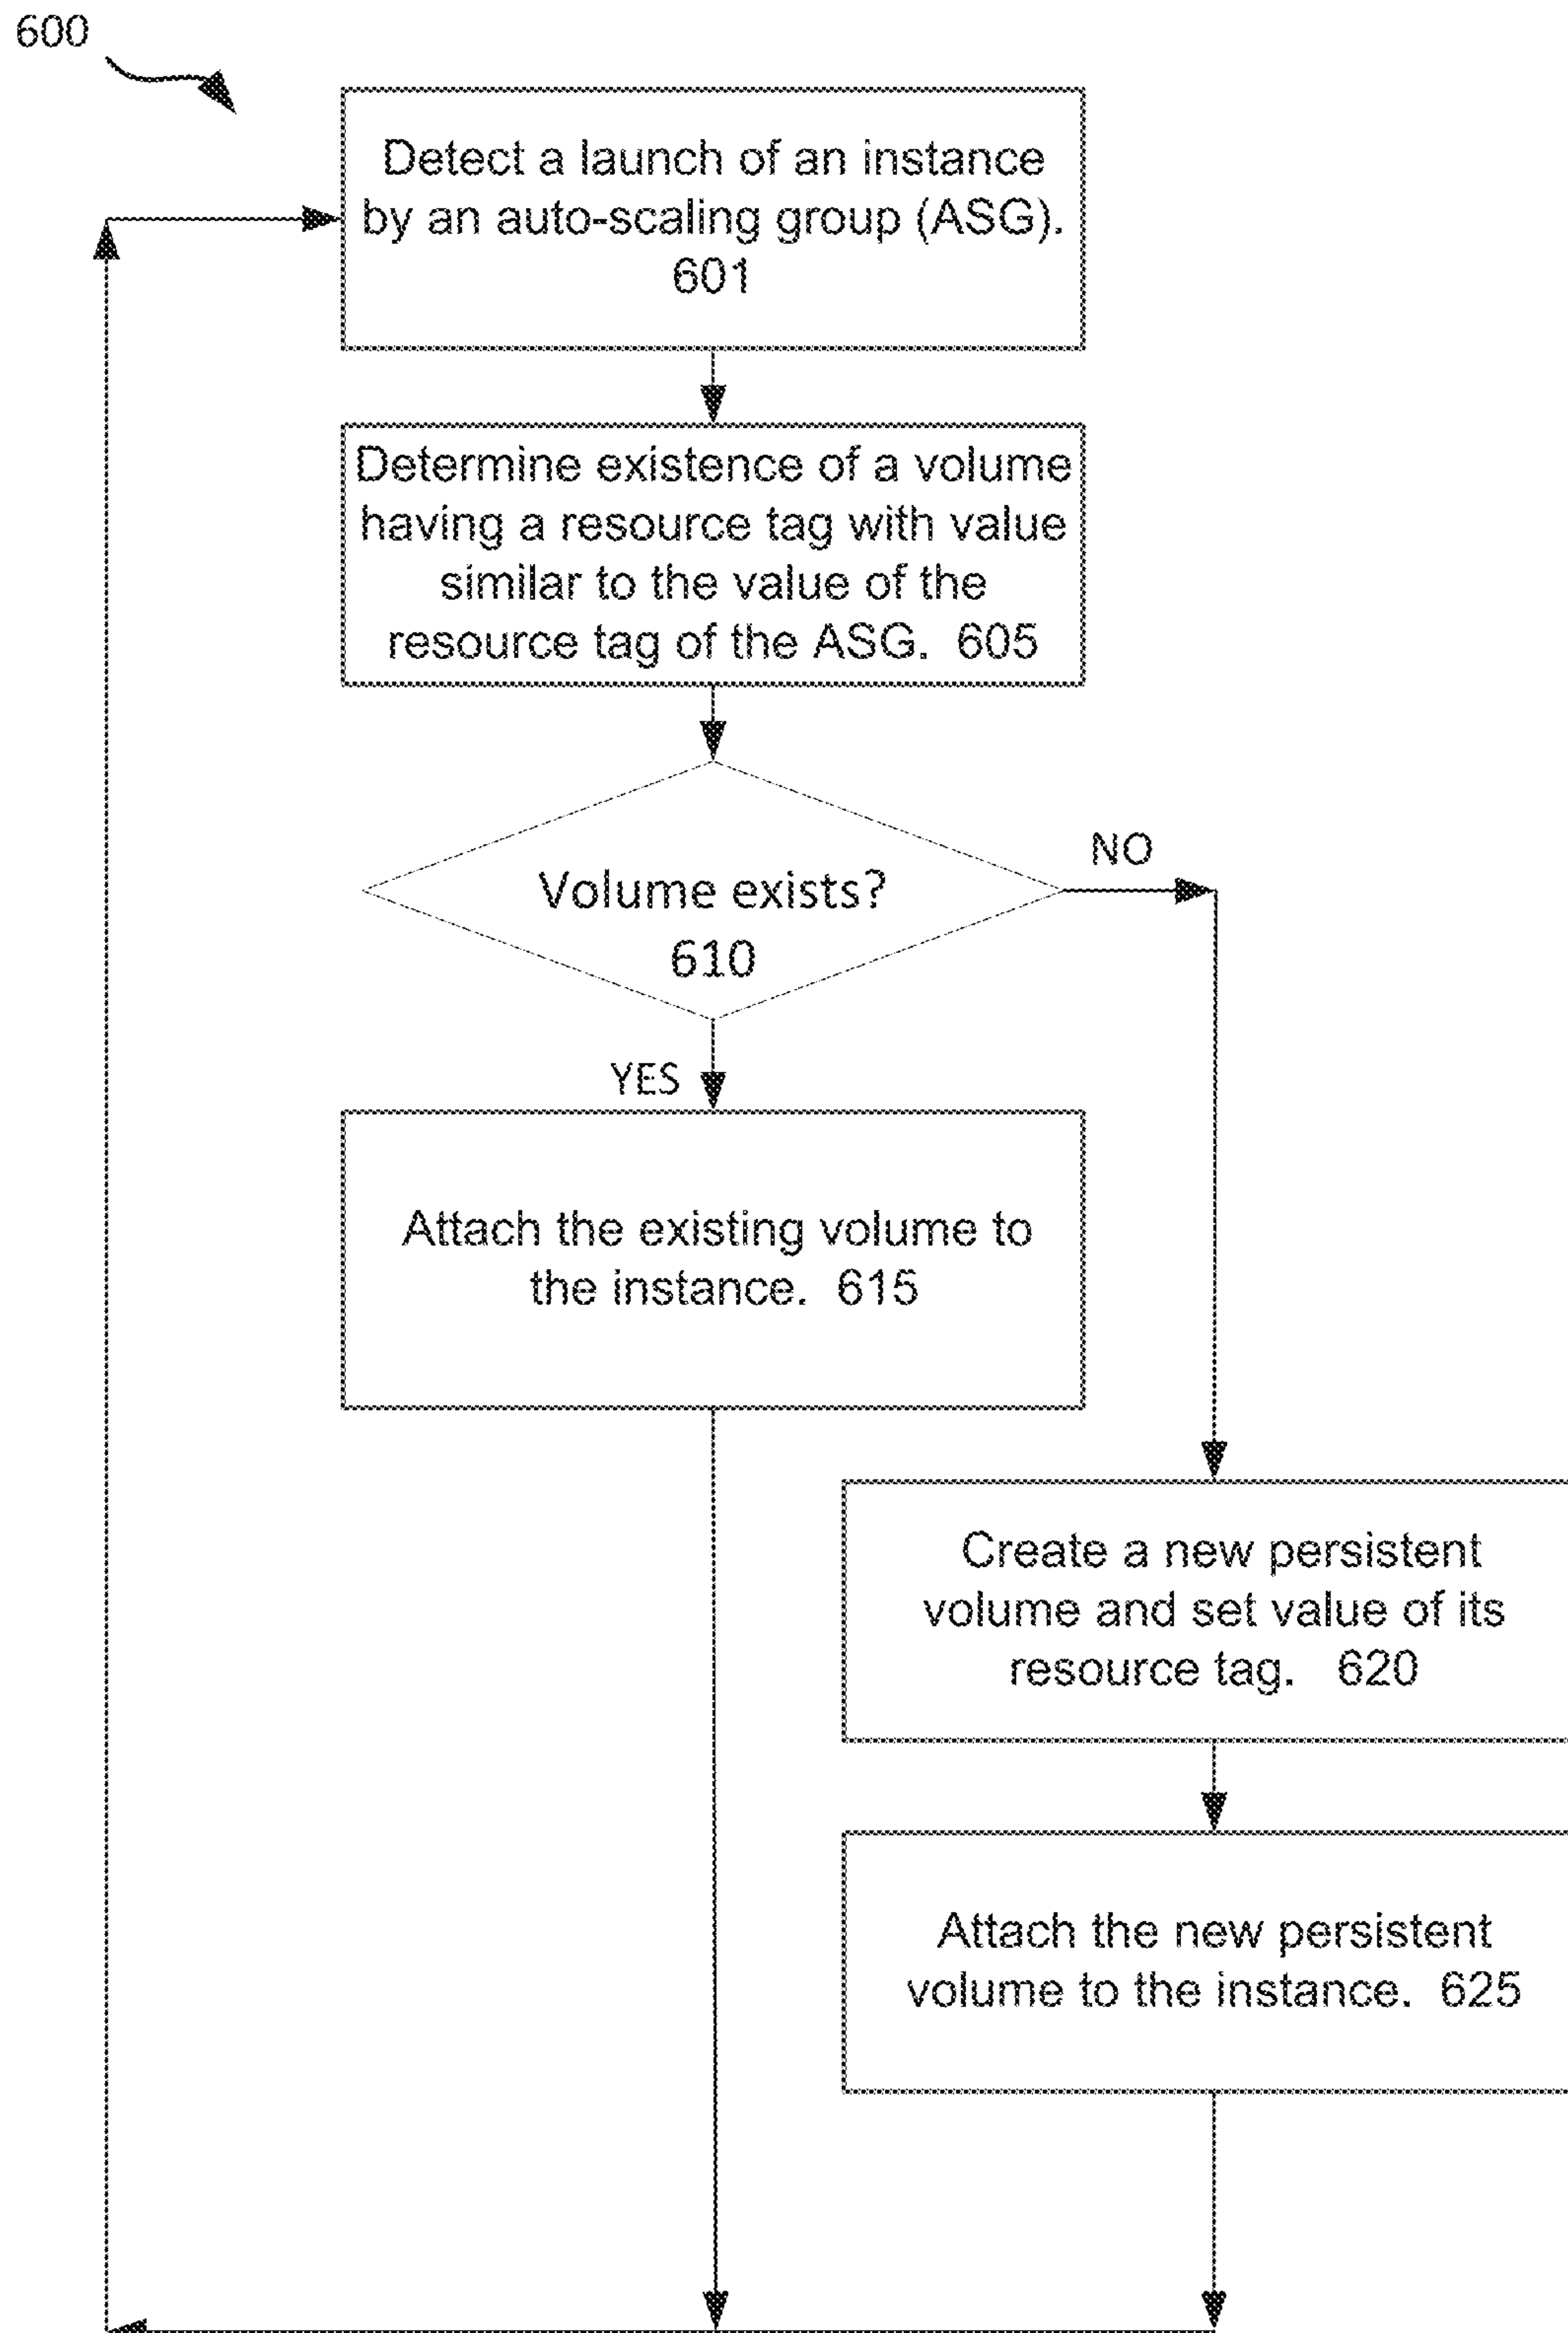 600
Detect a launch of an instance
by an auto-scaling group (ASG).
601
Determine existence of a volume
having a resource tag with value
similar to the value of the
resource tag of the ASG. 605
Volume exists?
610
NO
YES
Attach the existing volume to
the instance. 615
Create a new persistent
volume and set value of its
resource tag. 620
Attach the new persistent
volume to the instance. 625